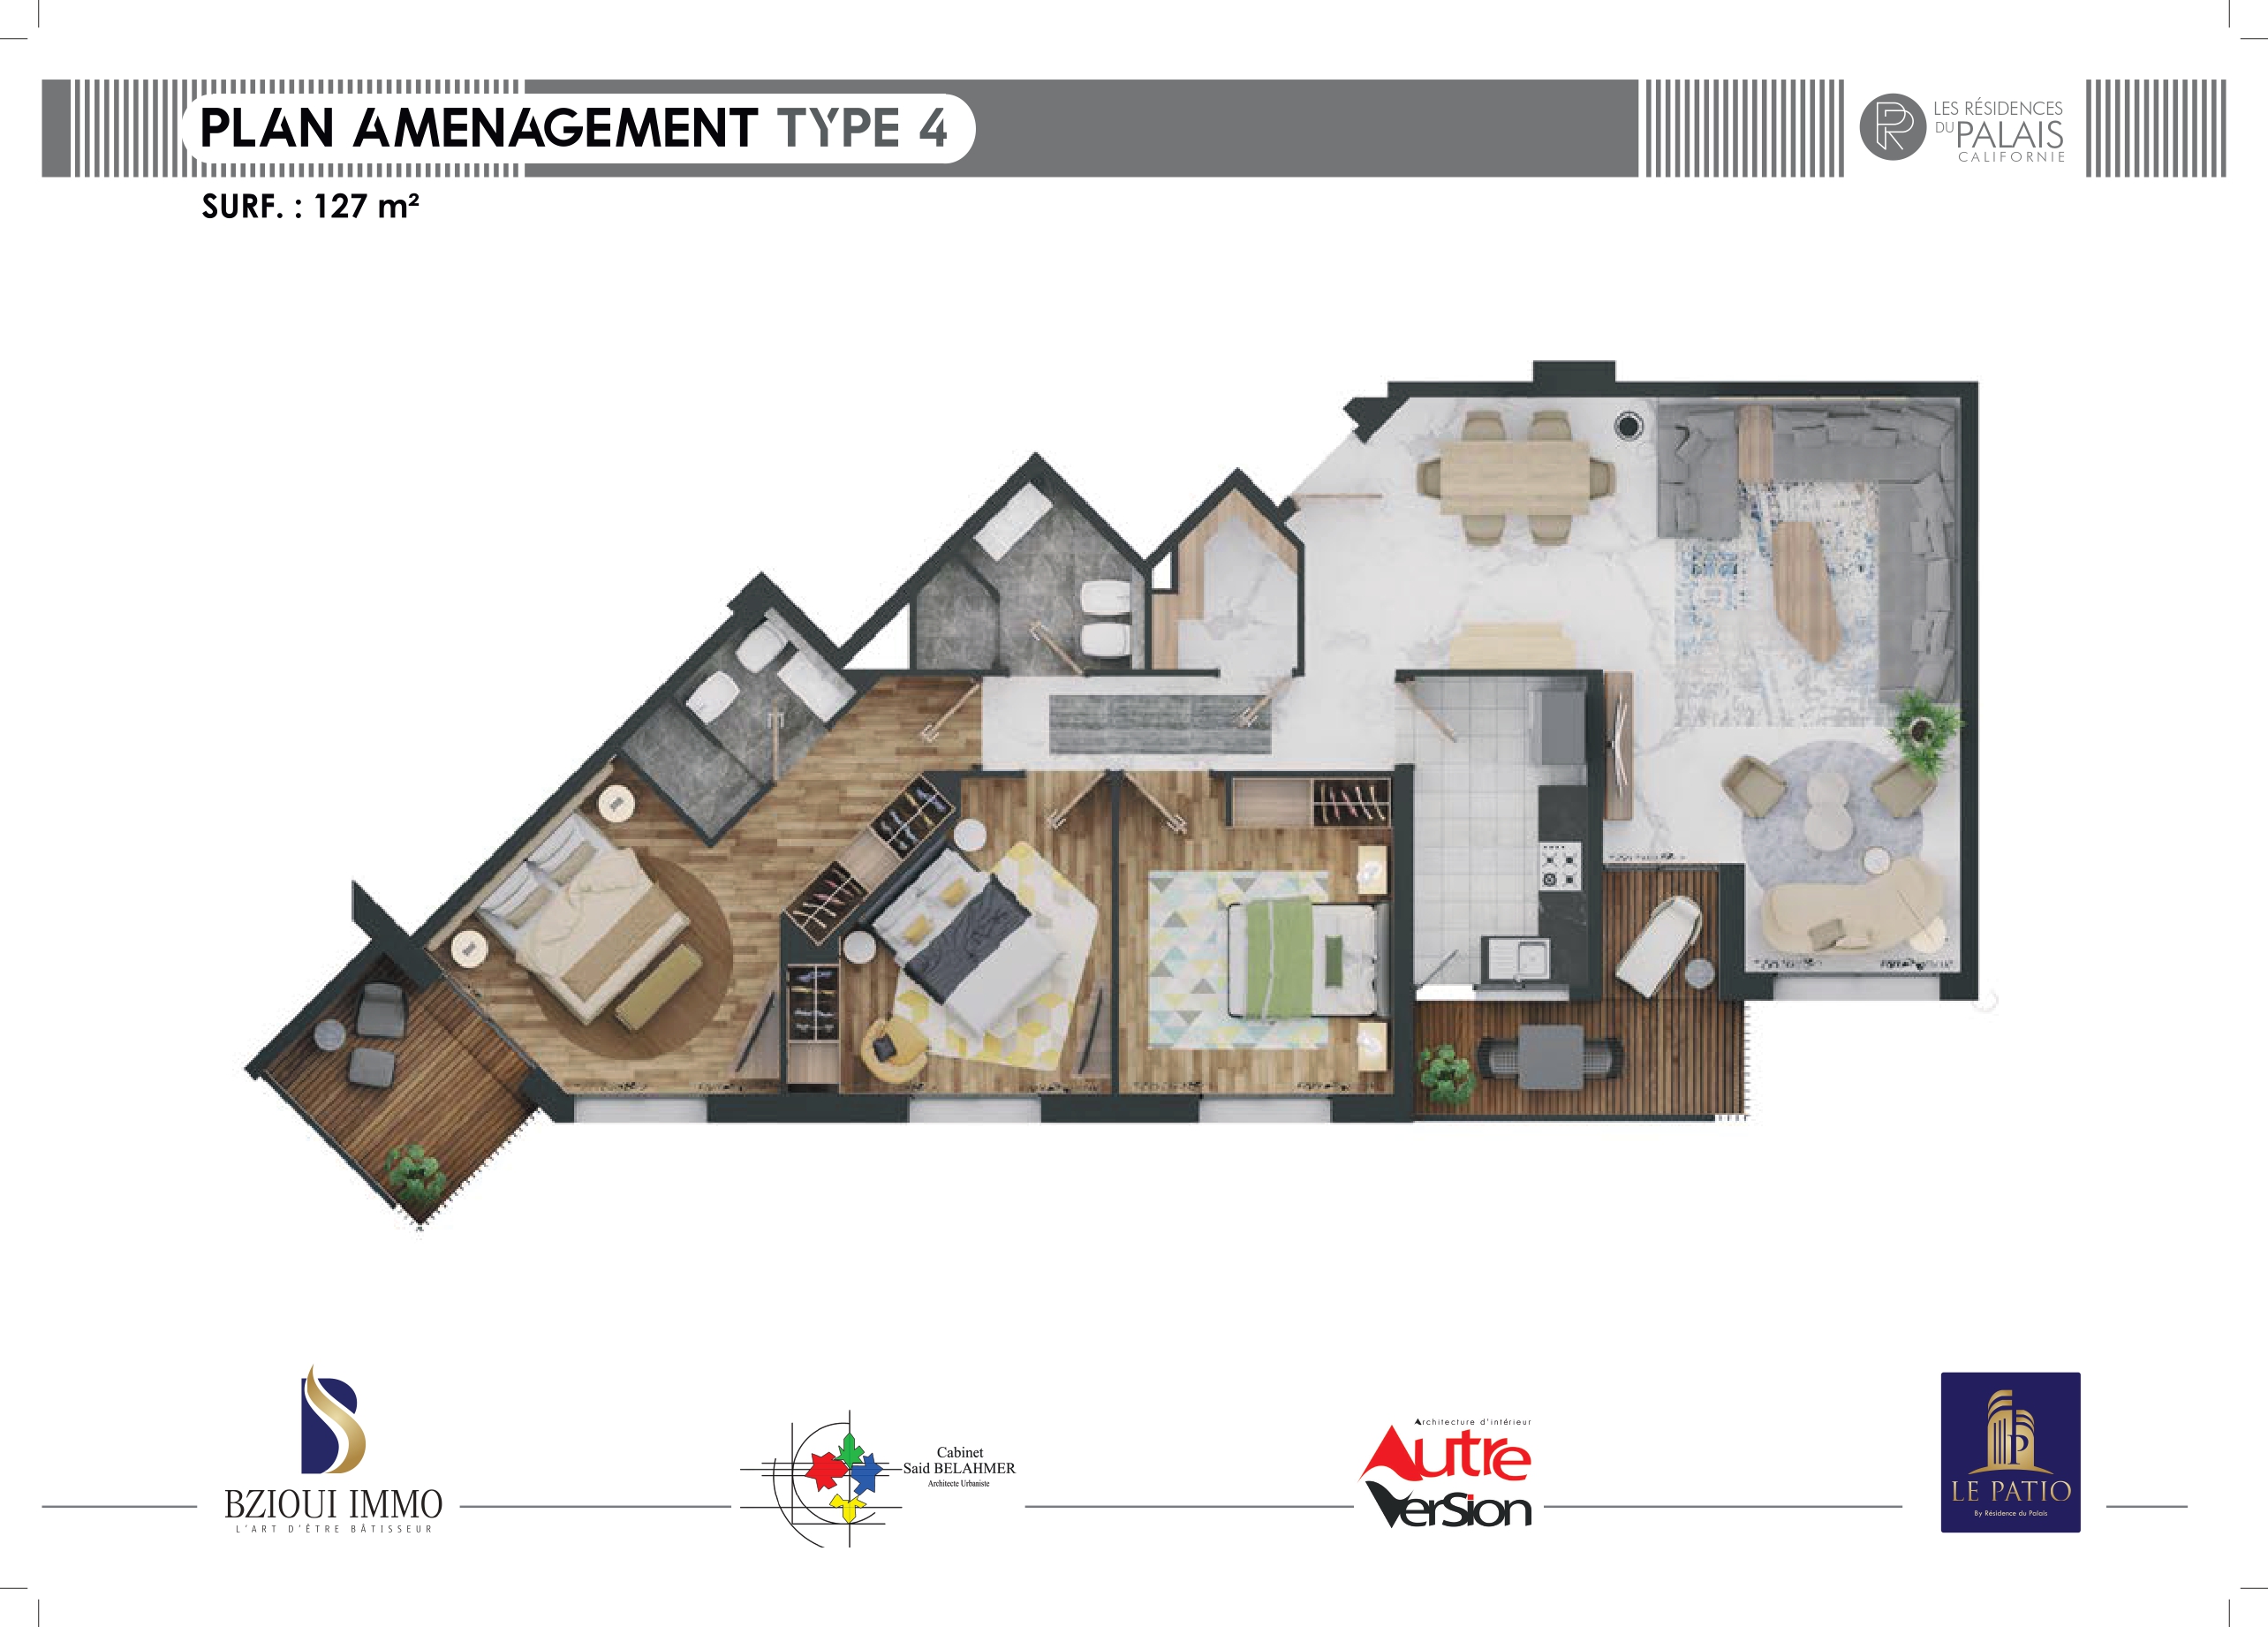 PLAN AMENAGEMENT TYPE 4
LES RÉSIDENCES
DU PALAIS
CALIFORNIE
SURF. : 127 m²
BZIOUI IMMO
L'ART D'ÊTRE BÂTISSEUR
Cabinet
Said BELAHMER
Architecte Urbaniste
Architecture d'intérieur
Autre
Version
LE PATIO
By Résidence du Palais